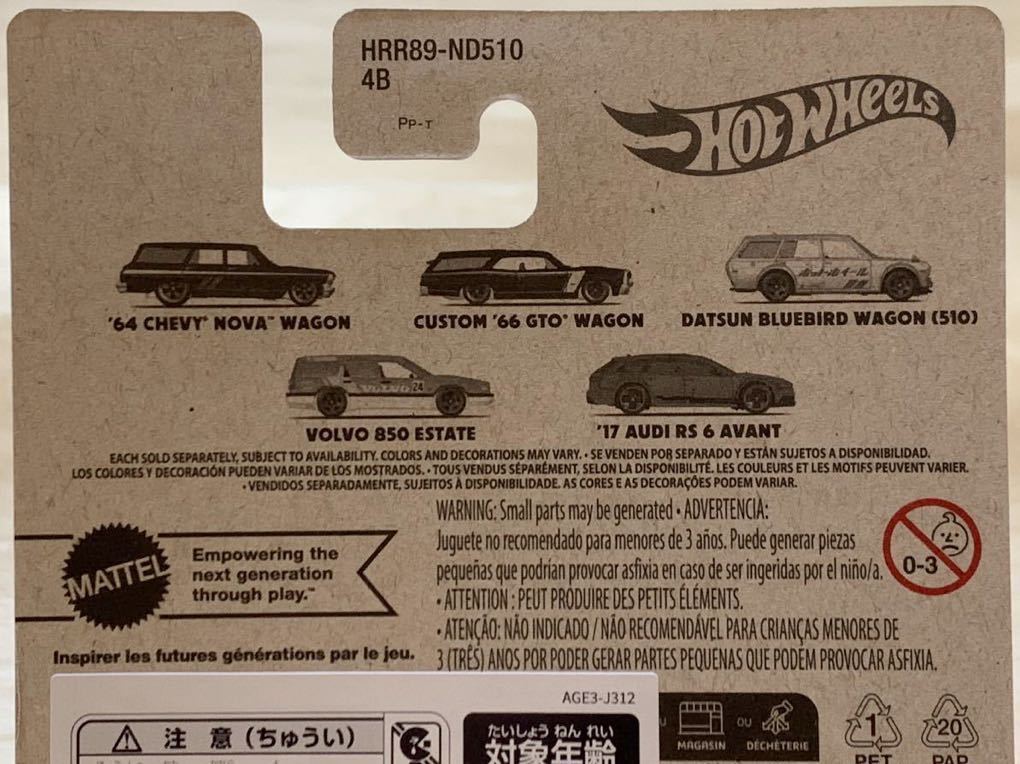 HRR89-ND510
4B
PP-T
HOT WHEELS
'64 CHEVY® NOVA™ WAGON
CUSTOM '66 GTO® WAGON
DATSUN BLUEBIRD WAGON (510)
VOLVO 24
VOLVO 850 ESTATE
'17 AUDI RS 6 AVANT
EACH SOLD SEPARATELY, SUBJECT TO AVAILABILITY. COLORS AND DECORATIONS MAY VARY. • SE VENDEN POR SEPARADO Y ESTÁN SUJETOS A DISPONIBILIDAD.
LOS COLORES Y DECORACIÓN PUEDEN VARIAR DE LOS MOSTRADOS. • TOUS VENDUS SÉPARÉMENT, SELON LA DISPONIBILITÉ. LES COULEURS ET LES MOTIFS PEUVENT VARIER.
• VENDIDOS SEPARADAMENTE, SUJEITOS À DISPONIBILIDADE. AS CORES E AS DECORAÇÕES PODEM VARIAR.
MATTEL
Empowering the
next generation
through play.™
Inspirer les futures générations par le jeu.
WARNING: Small parts may be generated • ADVERTENCIA:
Juguete no recomendado para menores de 3 años. Puede generar piezas
pequeñas que podrían provocar asfixia en caso de ser ingeridas por el niño/a.
• ATTENTION : PEUT PRODUIRE DES PETITS ÉLÉMENTS.
• ATENÇÃO: NÃO INDICADO / NÃO RECOMENDÁVEL PARA CRIANÇAS MENORES DE
3 (TRÊS) ANOS POR PODER GERAR PARTES PEQUENAS QUE PODEM PROVOCAR ASFIXIA.
0-3
AGE3-J312
注 意 (ちゅうい)
たいしょう ねん れい
対象年齢
MAGASIN
OU
DÉCHÈTERIE
1
PET
20
PAP